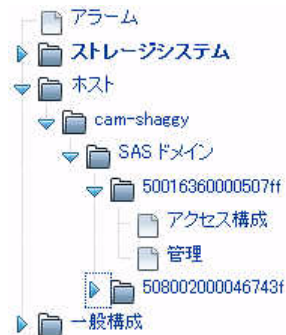 アラーム
ストレージシステム
ホスト
cam-shaggy
SAS ドメイン
50016360000507ff
アクセス構成
管理
508002000046743f
一般構成